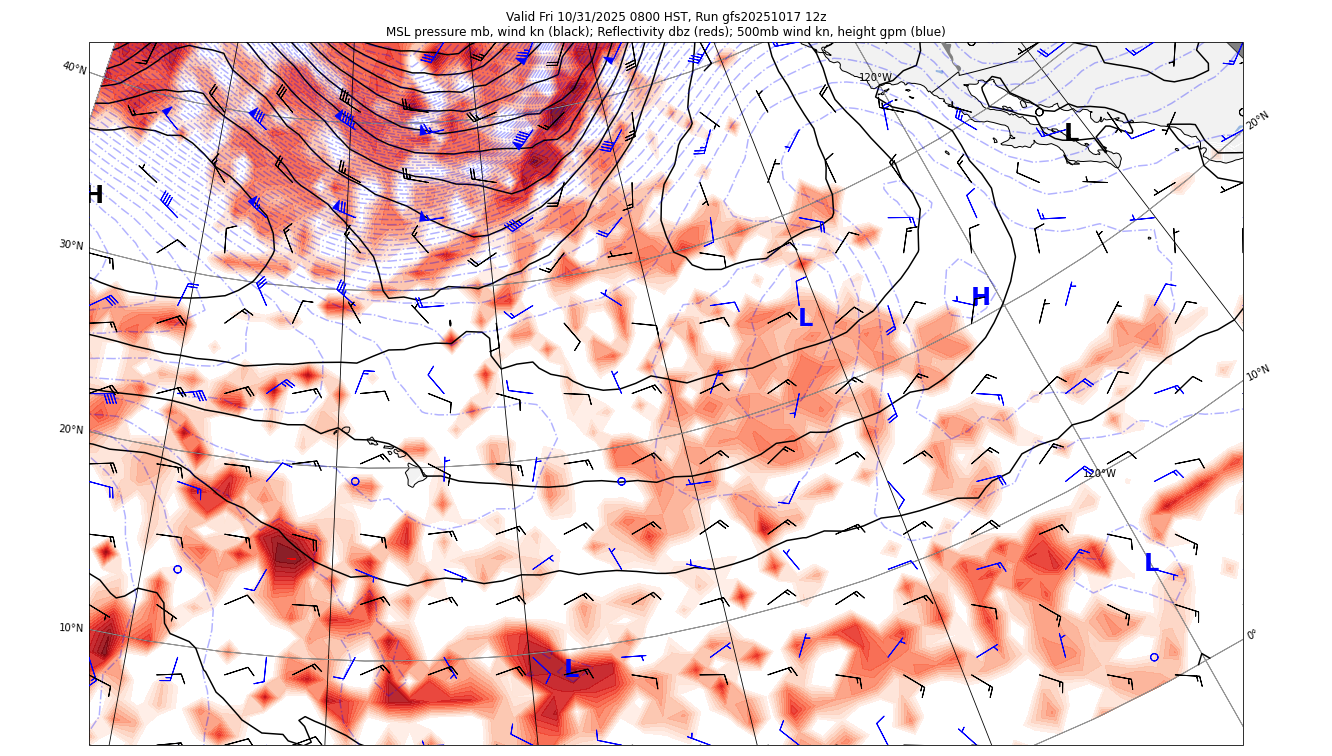 Valid Fri 10/31/2025 0800 HST, Run gfs20251017 12z
MSL pressure mb, wind kn (black); Reflectivity dbz (reds); 500mb wind kn, height gpm (blue)
40°N
120°W
20°N
L
H
30°N
H
L
10°N
20°N
120°W
L
10°N
0°
L